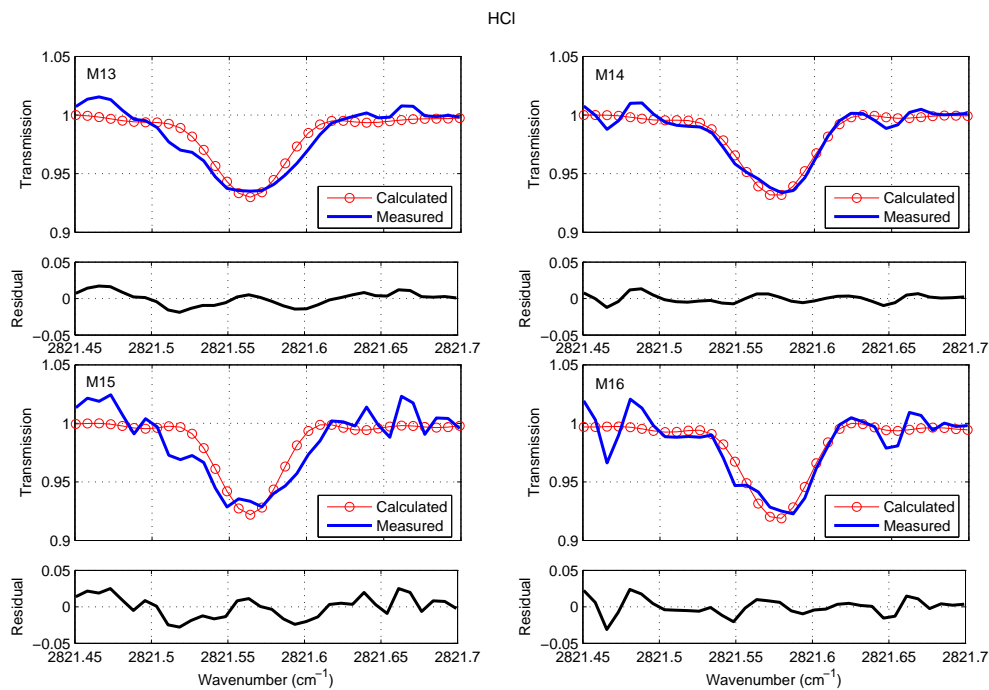 HCl
M13
1.05
1
0.95
0.9
Transmission
Calculated
Measured
0.05
0
−0.05
Residual
2821.45 2821.5 2821.55 2821.6 2821.65 2821.7
M14
1.05
1
0.95
0.9
Transmission
Calculated
Measured
0.05
0
−0.05
Residual
2821.45 2821.5 2821.55 2821.6 2821.65 2821.7
M15
1.05
1
0.95
0.9
Transmission
Calculated
Measured
0.05
0
−0.05
Residual
2821.45 2821.5 2821.55 2821.6 2821.65 2821.7
Wavenumber (cm⁻¹)
M16
1.05
1
0.95
0.9
Transmission
Calculated
Measured
0.05
0
−0.05
Residual
2821.45 2821.5 2821.55 2821.6 2821.65 2821.7
Wavenumber (cm⁻¹)